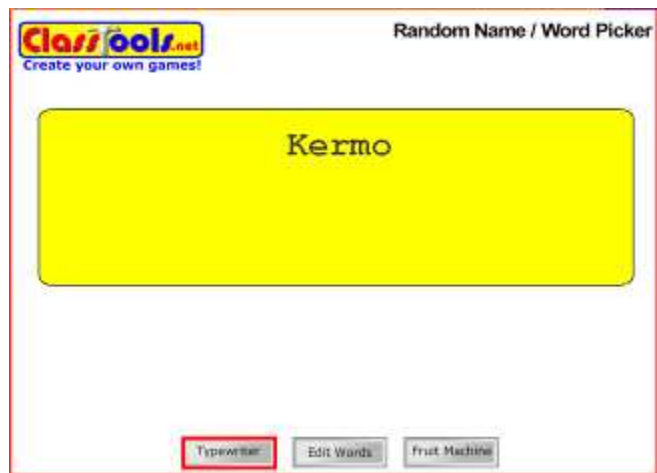 ClassTools.net
Create your own games!
Random Name / Word Picker
Kermo
Typewriter
Edit Words
Fruit Machine